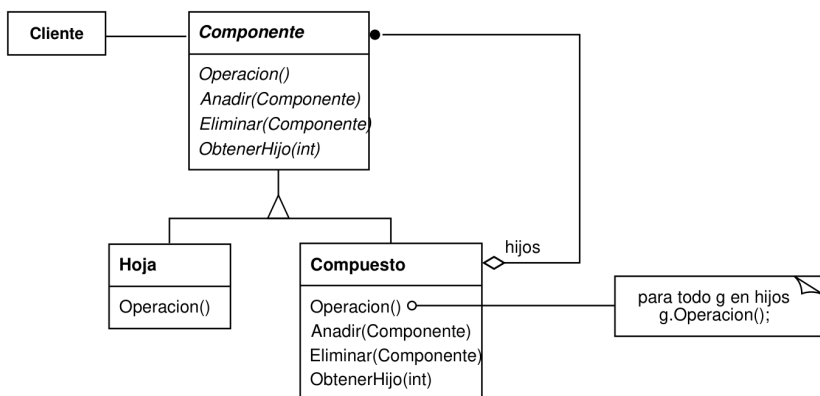 Cliente
Componente
Operacion()
Anadir(Componente)
Eliminar(Componente)
ObtenerHijo(int)
hijos
Hoja
Operacion()
Compuesto
Operacion()
Anadir(Componente)
Eliminar(Componente)
ObtenerHijo(int)
para todo g en hijos
g.Operacion();